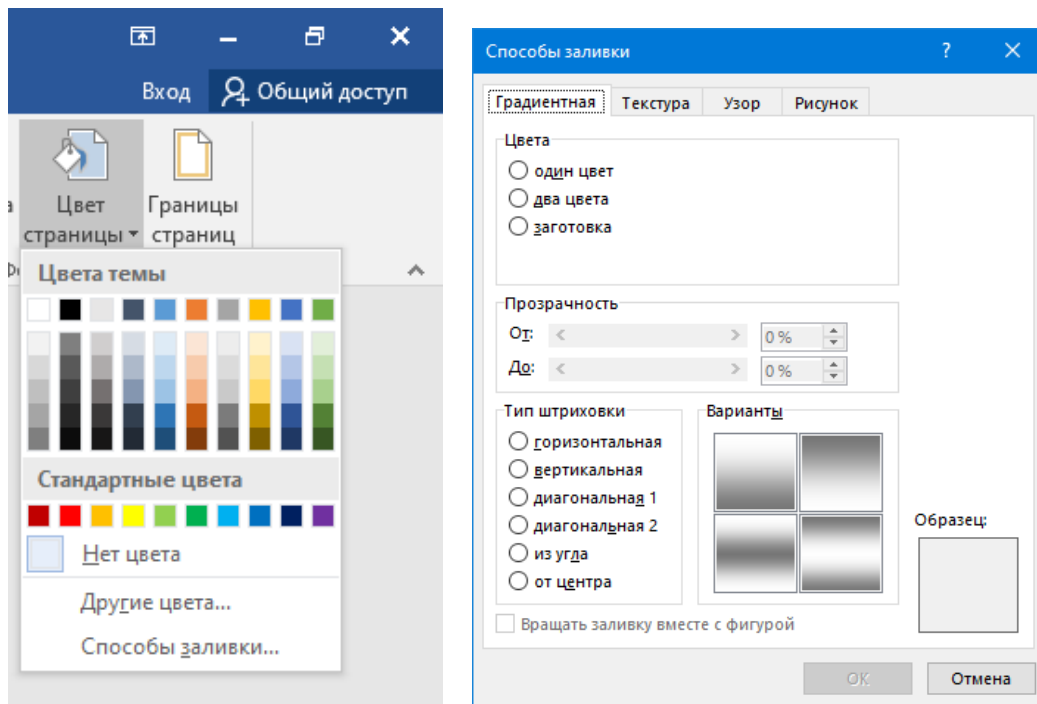 Вход
Общий доступ
Цвет
страницы
Границы
страниц
Цвета темы
Стандартные цвета
Нет цвета
Другие цвета...
Способы заливки...
Способы заливки
?
Градиентная
Текстура
Узор
Рисунок
Цвета
один цвет
два цвета
заготовка
Прозрачность
От:
0 %
До:
0 %
Тип штриховки
горизонтальная
вертикальная
диагональная 1
диагональная 2
из угла
от центра
Варианты
Образец:
Вращать заливку вместе с фигурой
ОК
Отмена